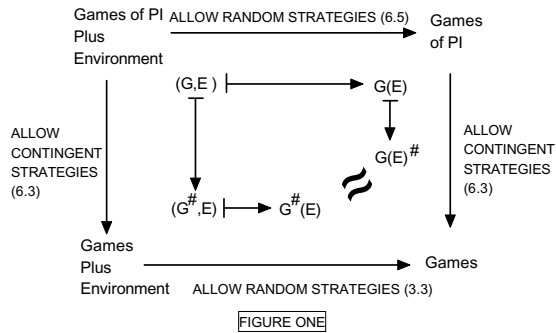 Games of PI
Plus
Environment
ALLOW RANDOM STRATEGIES (6.5)
Games
of PI
(G,E )
G(E)
ALLOW
CONTINGENT
STRATEGIES
(6.3)
ALLOW
CONTINGENT
STRATEGIES
(6.3)
G(E)#
(G#,E)
G#(E)
≈
Games
Plus
Environment
ALLOW RANDOM STRATEGIES (3.3)
Games
FIGURE ONE